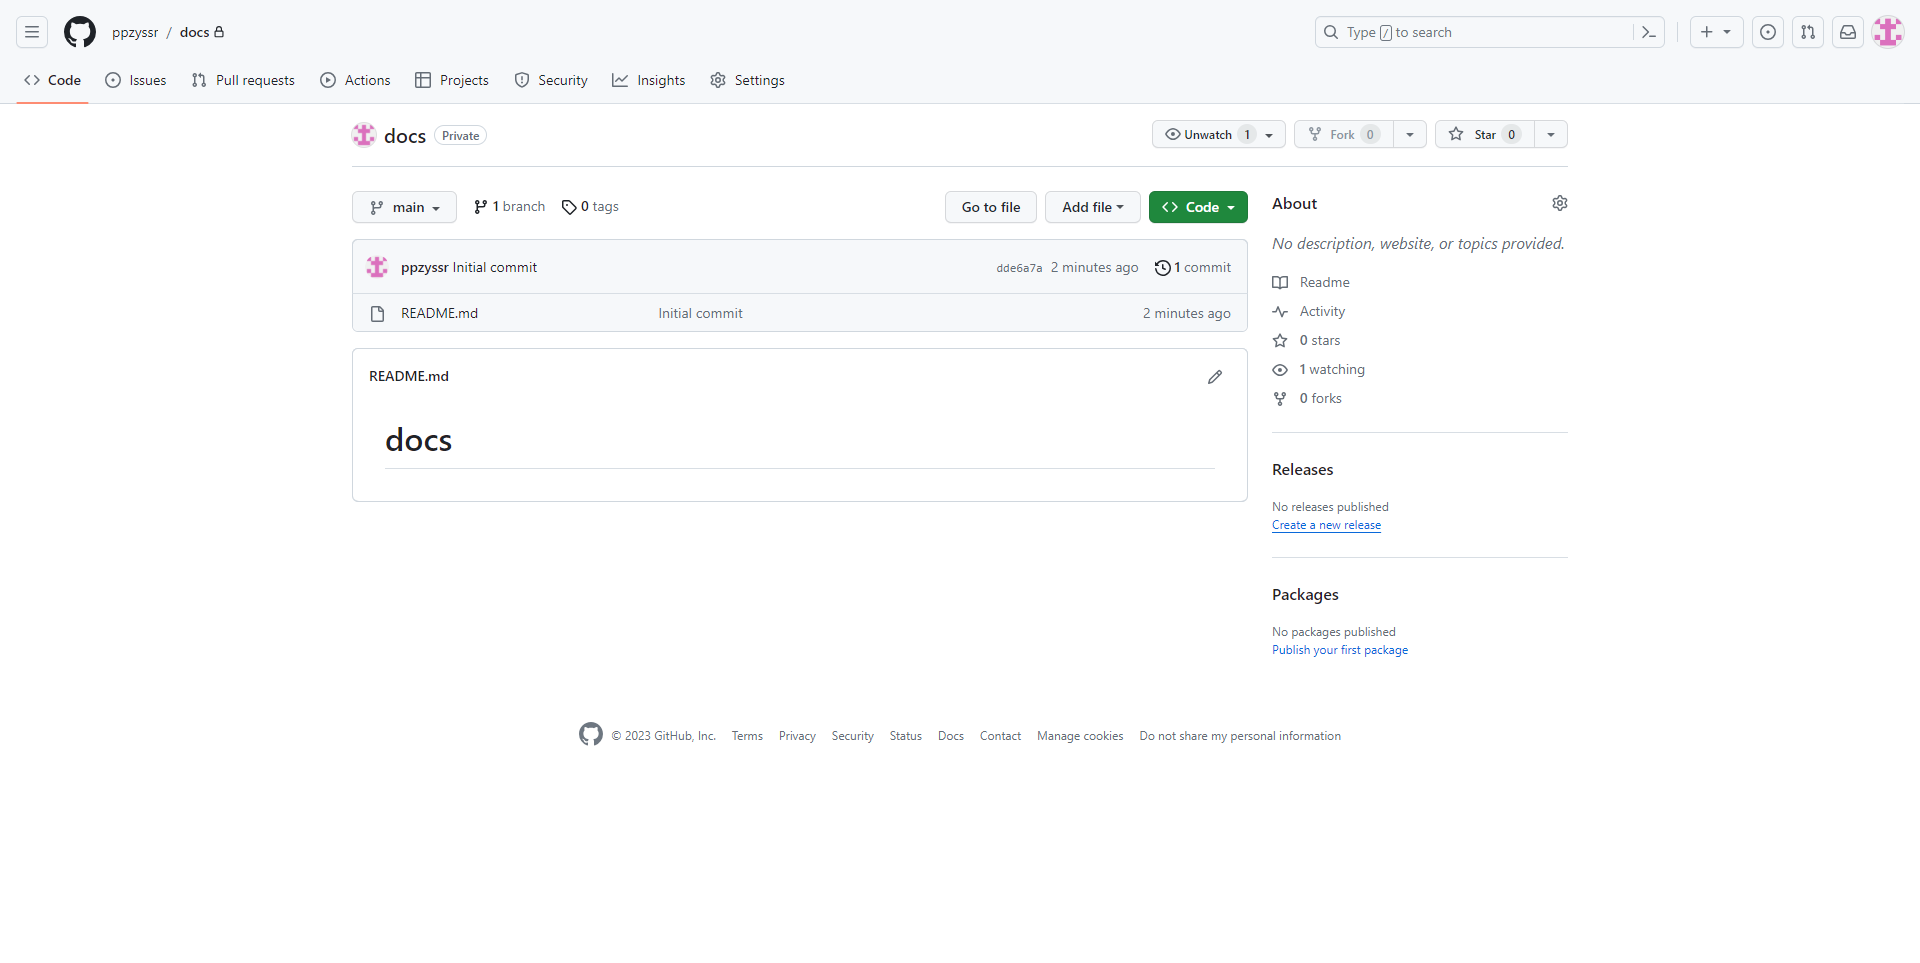 ppzyssr / docs
Type / to search
Code Issues Pull requests Actions Projects Security Insights Settings
docs Private
Unwatch 1 Fork 0 Star 0
main 1 branch 0 tags Go to file Add file Code
ppzyssr Initial commit dde6a7a 2 minutes ago 1 commit
README.md Initial commit 2 minutes ago
README.md
docs
About
No description, website, or topics provided.
Readme
Activity
0 stars
1 watching
0 forks
Releases
No releases published
Create a new release
Packages
No packages published
Publish your first package
© 2023 GitHub, Inc. Terms Privacy Security Status Docs Contact Manage cookies Do not share my personal information